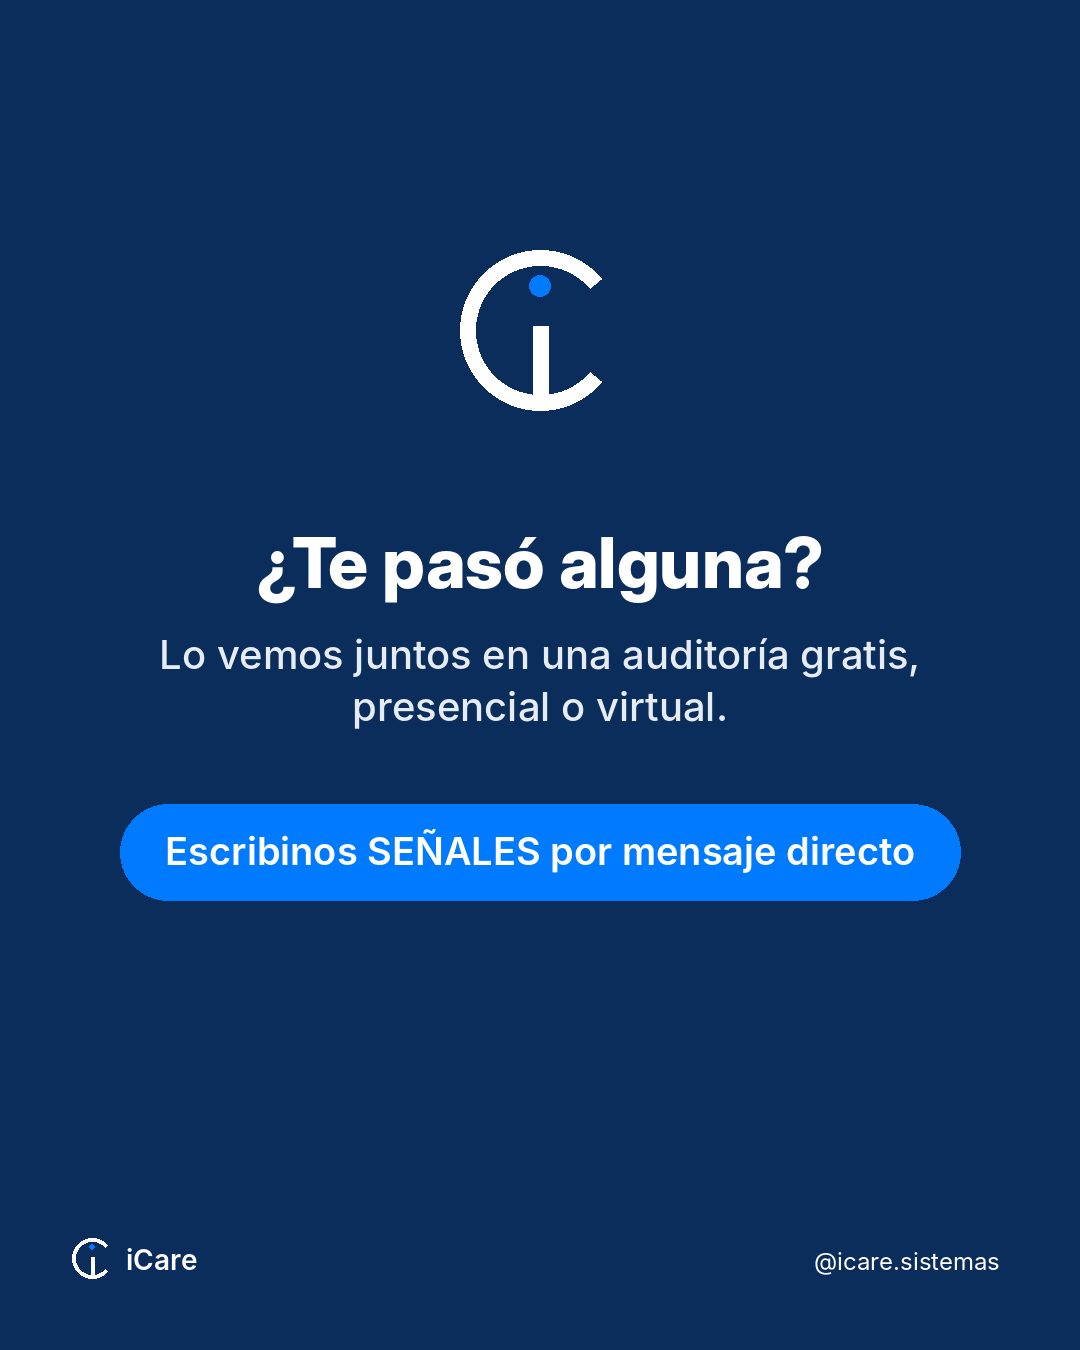 ¿Te pasó alguna?
Lo vemos juntos en una auditoría gratis,
presencial o virtual.
Escribinos SEÑALES por mensaje directo
iCare
@icare.sistemas